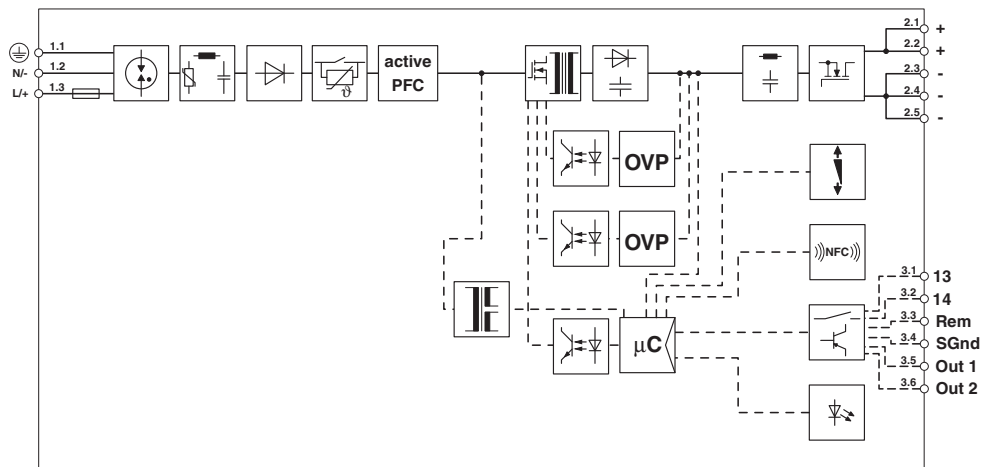 1.1
N/- 1.2
L/+ 1.3
ϑ
active
PFC
2.1 +
2.2 +
2.3 -
2.4 -
2.5 -
OVP
OVP
NFC
µC
3.1 13
3.2 14
3.3 Rem
3.4 SGnd
3.5 Out 1
3.6 Out 2